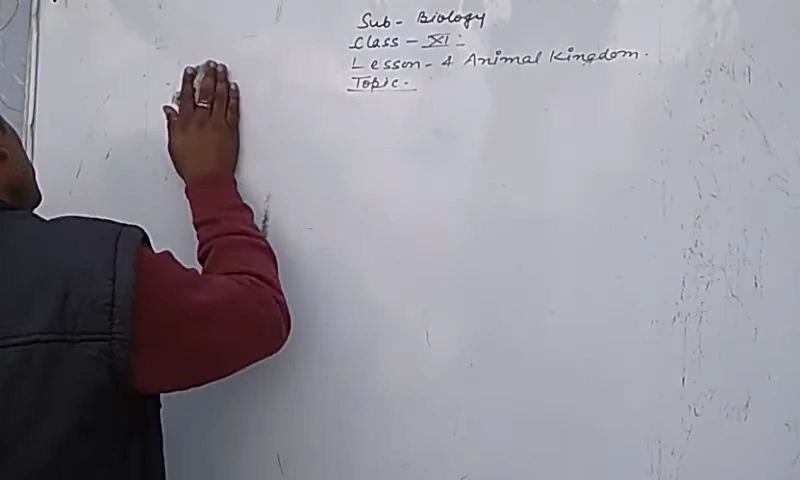 Sub- Biology
Class - XI :
Lesson - 4 Animal Kingdom.
Topic.